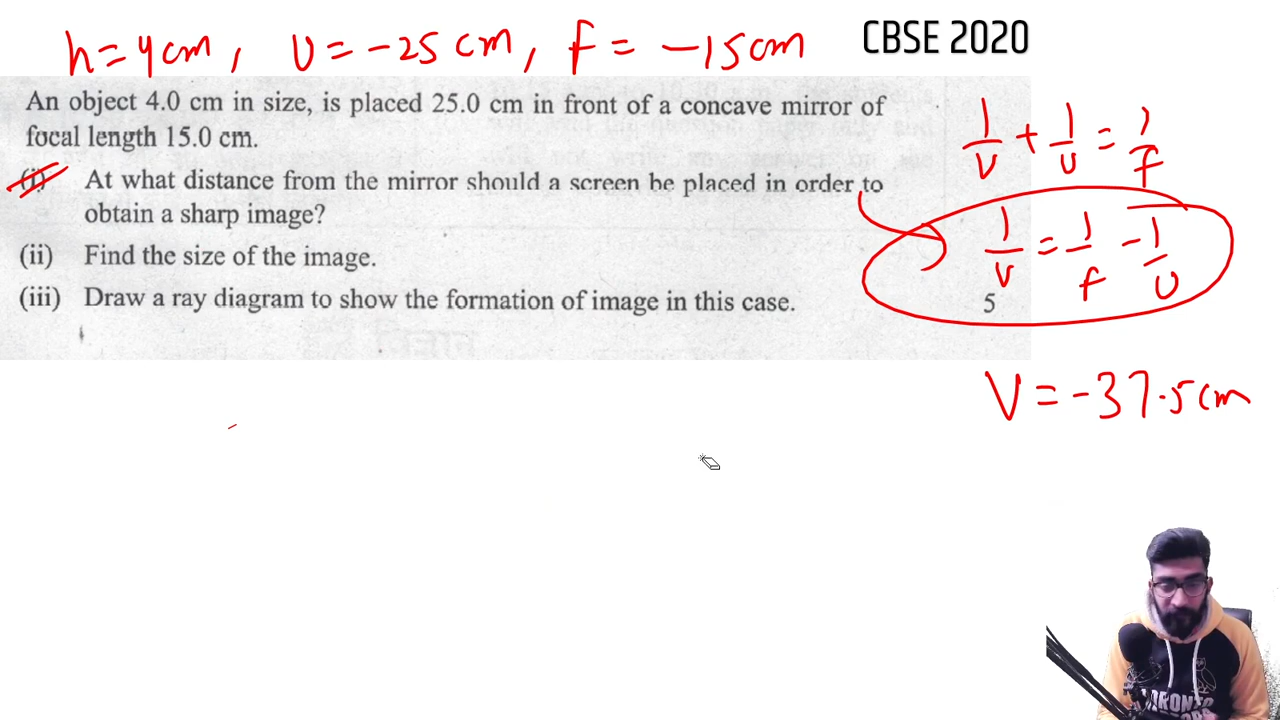 h = 4 cm, u = -25 cm, f = -15 cm
CBSE 2020
An object 4.0 cm in size, is placed 25.0 cm in front of a concave mirror of
focal length 15.0 cm.
(i) At what distance from the mirror should a screen be placed in order to
obtain a sharp image?
(ii) Find the size of the image.
(iii) Draw a ray diagram to show the formation of image in this case.
5
1/v + 1/u = 1/f
1/v = 1/f - 1/u
V = -37.5 cm
TORONTO